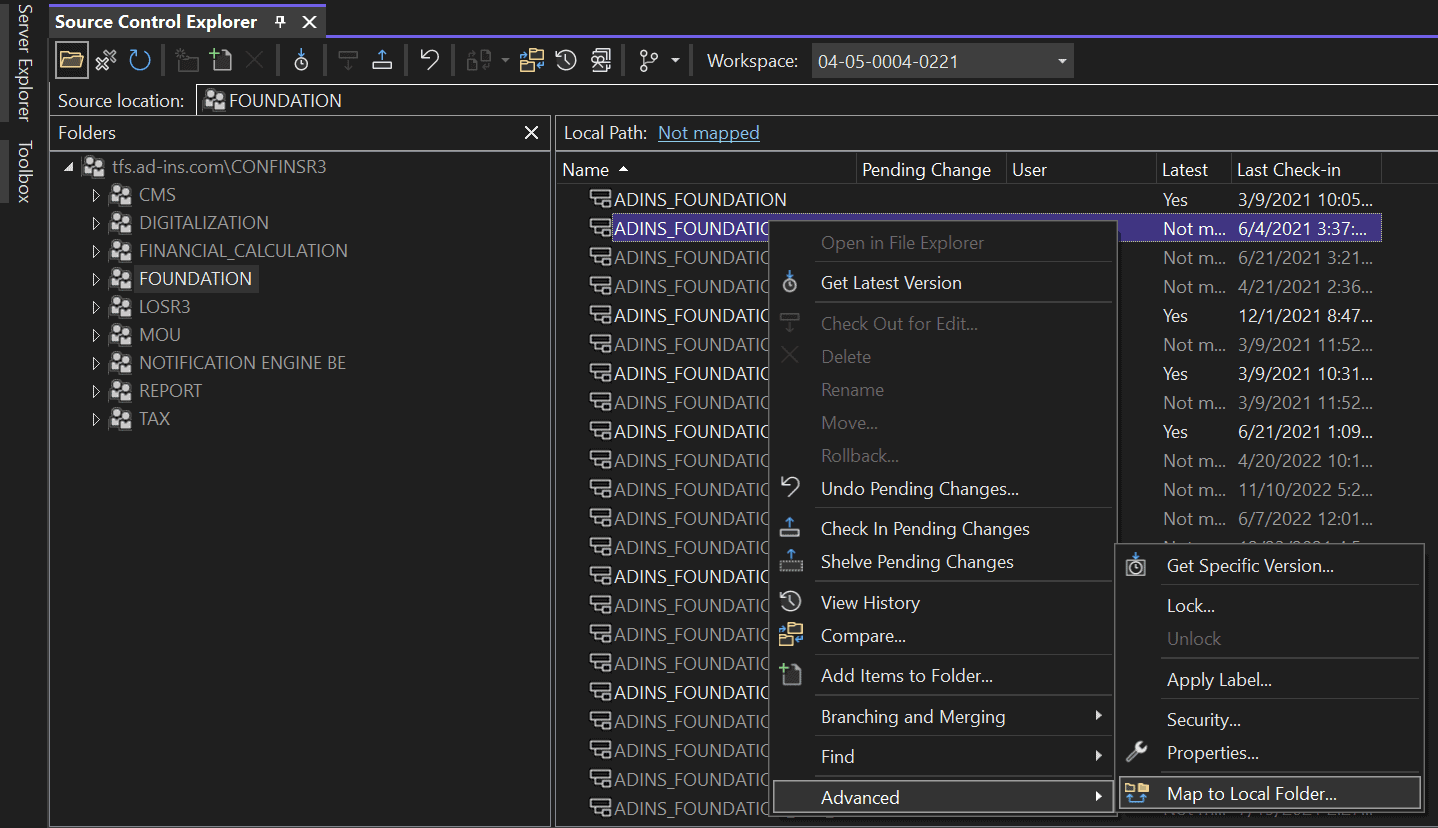 Server Explorer
Toolbox
Source Control Explorer
Workspace: 04-05-0004-0221
Source location: FOUNDATION
Folders
tfs.ad-ins.com\CONFINSR3
CMS
DIGITALIZATION
FINANCIAL_CALCULATION
FOUNDATION
LOSR3
MOU
NOTIFICATION ENGINE BE
REPORT
TAX
Local Path: Not mapped
Name Pending Change User Latest Last Check-in
ADINS_FOUNDATION Yes 3/9/2021 10:05...
ADINS_FOUNDATIO Not m... 6/4/2021 3:37:...
ADINS_FOUNDATIO Not m... 6/21/2021 3:21...
ADINS_FOUNDATIO Not m... 4/21/2021 2:36...
ADINS_FOUNDATIO Yes 12/1/2021 8:47...
ADINS_FOUNDATIO Not m... 3/9/2021 11:52...
ADINS_FOUNDATIO Yes 3/9/2021 10:31...
ADINS_FOUNDATIO Not m... 3/9/2021 11:52...
ADINS_FOUNDATIO Yes 6/21/2021 1:09...
ADINS_FOUNDATIO Not m... 4/20/2022 10:1...
ADINS_FOUNDATIO Not m... 11/10/2022 5:2...
ADINS_FOUNDATIO Not m... 6/7/2022 12:01...
ADINS_FOUNDATIO
ADINS_FOUNDATIO
ADINS_FOUNDATIO
ADINS_FOUNDATIO
ADINS_FOUNDATIO
ADINS_FOUNDATIO
ADINS_FOUNDATIO
ADINS_FOUNDATIO
ADINS_FOUNDATIO
ADINS_FOUNDATIO
Open in File Explorer
Get Latest Version
Check Out for Edit...
Delete
Rename
Move...
Rollback...
Undo Pending Changes...
Check In Pending Changes
Shelve Pending Changes
View History
Compare...
Add Items to Folder...
Branching and Merging
Find
Advanced
Get Specific Version...
Lock...
Unlock
Apply Label...
Security...
Properties...
Map to Local Folder...